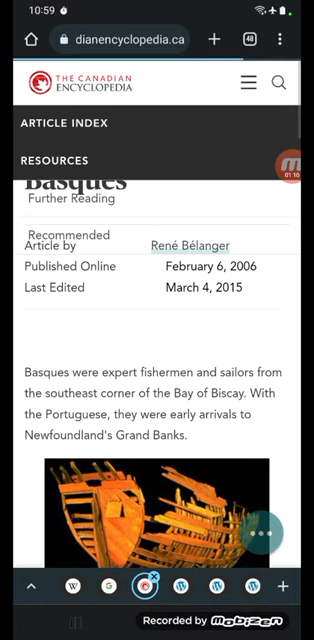 10:59
dianencyclopedia.ca
48
THE CANADIAN
ENCYCLOPEDIA
ARTICLE INDEX
RESOURCES
01:10
Basques
Further Reading
Recommended
Article by René Bélanger
Published Online February 6, 2006
Last Edited March 4, 2015
Basques were expert fishermen and sailors from
the southeast corner of the Bay of Biscay. With
the Portuguese, they were early arrivals to
Newfoundland's Grand Banks.
W
G
Recorded by mobizen